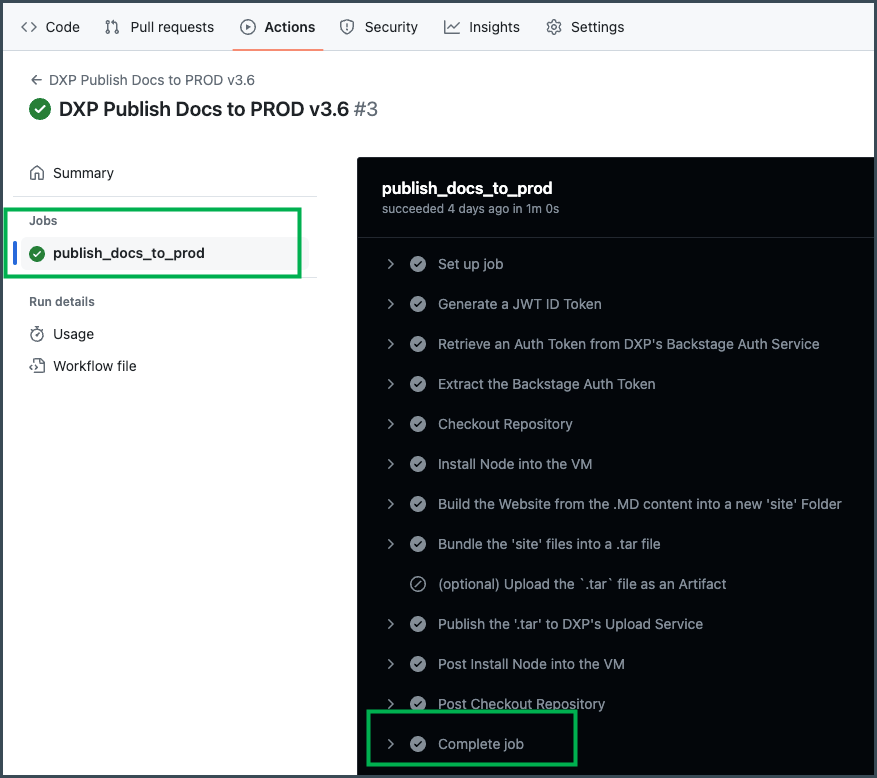 Code Pull requests Actions Security Insights Settings
DXP Publish Docs to PROD v3.6
DXP Publish Docs to PROD v3.6 #3
Summary
Jobs
publish_docs_to_prod
Run details
Usage
Workflow file
publish_docs_to_prod
succeeded 4 days ago in 1m 0s
Set up job
Generate a JWT ID Token
Retrieve an Auth Token from DXP's Backstage Auth Service
Extract the Backstage Auth Token
Checkout Repository
Install Node into the VM
Build the Website from the .MD content into a new 'site' Folder
Bundle the 'site' files into a .tar file
(optional) Upload the `.tar` file as an Artifact
Publish the '.tar' to DXP's Upload Service
Post Install Node into the VM
Post Checkout Repository
Complete job